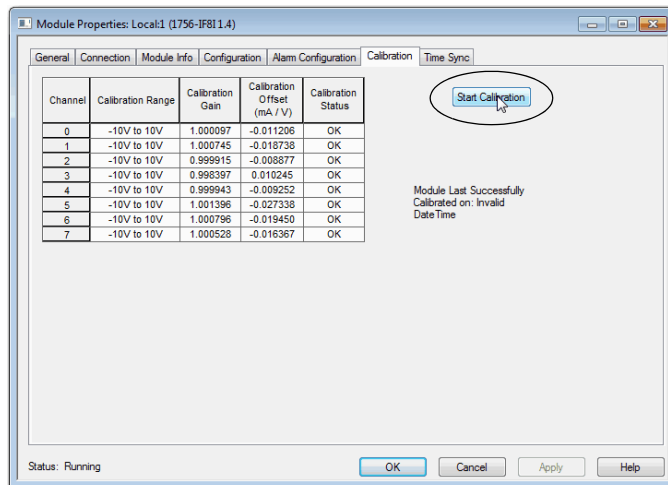 Module Properties: Local:1 (1756-IF8I 1.4)
General Connection Module Info Configuration Alarm Configuration Calibration Time Sync
Channel Calibration Range Calibration Gain Calibration Offset (mA / V) Calibration Status
0 -10V to 10V 1.000097 -0.011206 OK
1 -10V to 10V 1.000745 -0.018738 OK
2 -10V to 10V 0.999915 -0.008877 OK
3 -10V to 10V 0.998397 0.010245 OK
4 -10V to 10V 0.999943 -0.009252 OK
5 -10V to 10V 1.001396 -0.027338 OK
6 -10V to 10V 1.000796 -0.019450 OK
7 -10V to 10V 1.000528 -0.016367 OK
Start Calibration
Module Last Successfully
Calibrated on: Invalid
DateTime
Status: Running
OK Cancel Apply Help